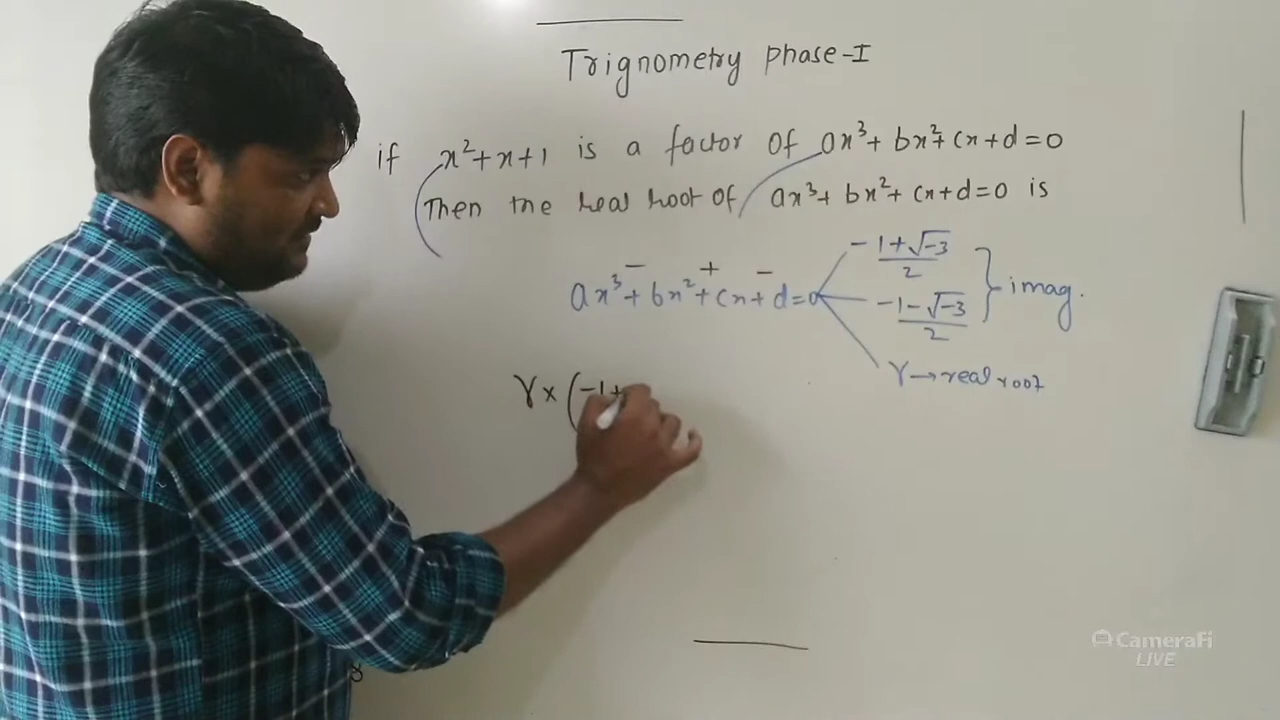 Trignometry phase-I
if x²+x+1 is a factor of ax³+bx²+cx+d=0
Then the real root of ax³+bx²+cx+d=0 is
− + −
ax³+bx²+cx+d=0
-1+√-3
2
-1-√-3
2
} imag.
γ→real root
γ×(-1+
CameraFi
LIVE